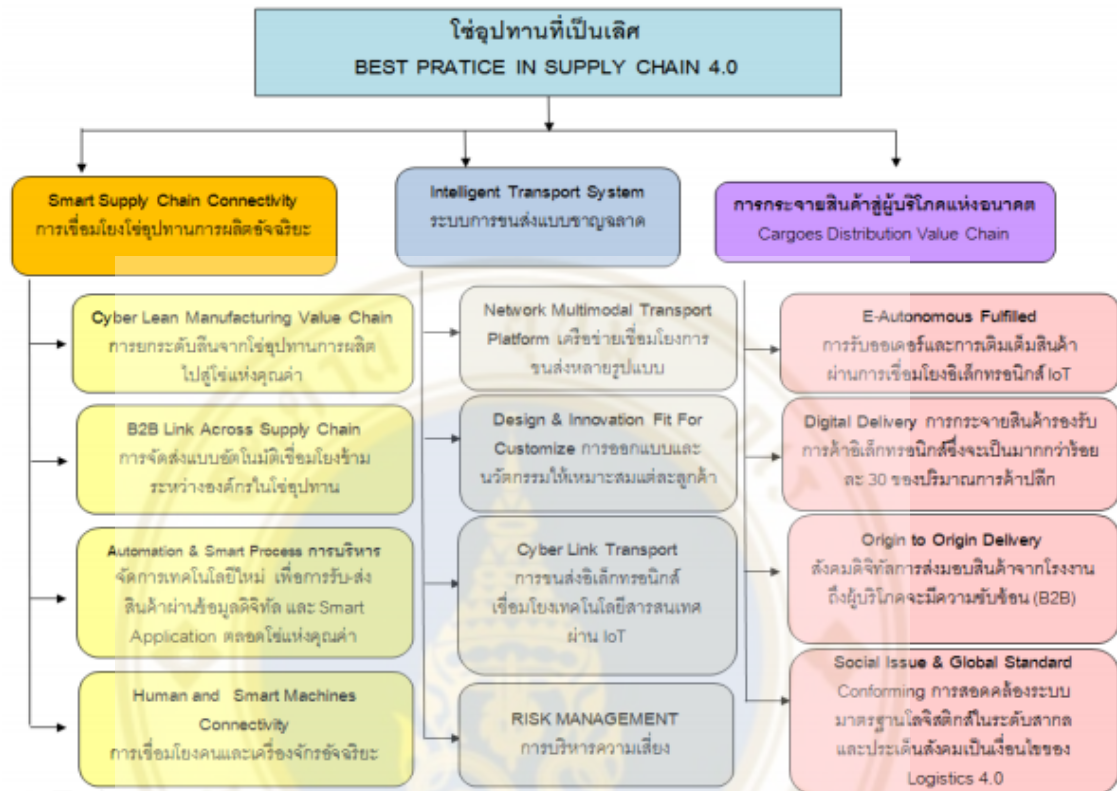 โซ่อุปทานที่เป็นเลิศ
BEST PRATICE IN SUPPLY CHAIN 4.0
Smart Supply Chain Connectivity
การเชื่อมโยงโซ่อุปทานการผลิตอัจฉริยะ
Cyber Lean Manufacturing Value Chain
การยกระดับลีนจากโซ่อุปทานการผลิต
ไปสู่โซ่แห่งคุณค่า
B2B Link Across Supply Chain
การจัดส่งแบบอัตโนมัติเชื่อมโยงข้าม
ระหว่างองค์กรในโซ่อุปทาน
Automation & Smart Process การบริหาร
จัดการเทคโนโลยีใหม่ เพื่อการรับ-ส่ง
สินค้าผ่านข้อมูลดิจิทัล และ Smart
Application ตลอดโซ่แห่งคุณค่า
Human and Smart Machines
Connectivity
การเชื่อมโยงคนและเครื่องจักรอัจฉริยะ
Intelligent Transport System
ระบบการขนส่งแบบชาญฉลาด
Network Multimodal Transport
Platform เครือข่ายเชื่อมโยงการ
ขนส่งหลายรูปแบบ
Design & Innovation Fit For
Customize การออกแบบและ
นวัตกรรมให้เหมาะสมแต่ละลูกค้า
Cyber Link Transport
การขนส่งอิเล็กทรอนิกส์
เชื่อมโยงเทคโนโลยีสารสนเทศ
ผ่าน IoT
RISK MANAGEMENT
การบริหารความเสี่ยง
การกระจายสินค้าสู่ผู้บริโภคแห่งอนาคต
Cargoes Distribution Value Chain
E-Autonomous Fulfilled
การรับออเดอร์และการเติมเต็มสินค้า
ผ่านการเชื่อมโยงอิเล็กทรอนิกส์ IoT
Digital Delivery การกระจายสินค้ารองรับ
การค้าอิเล็กทรอนิกส์ซึ่งจะเป็นมากกว่าร้อย
ละ 30 ของปริมาณการค้าปลีก
Origin to Origin Delivery
สังคมดิจิทัลการส่งมอบสินค้าจากโรงงาน
ถึงผู้บริโภคจะมีความซับซ้อน (B2B)
Social Issue & Global Standard
Conforming การสอดคล้องระบบ
มาตรฐานโลจิสติกส์ในระดับสากล
และประเด็นสังคมเป็นเงื่อนไขของ
Logistics 4.0